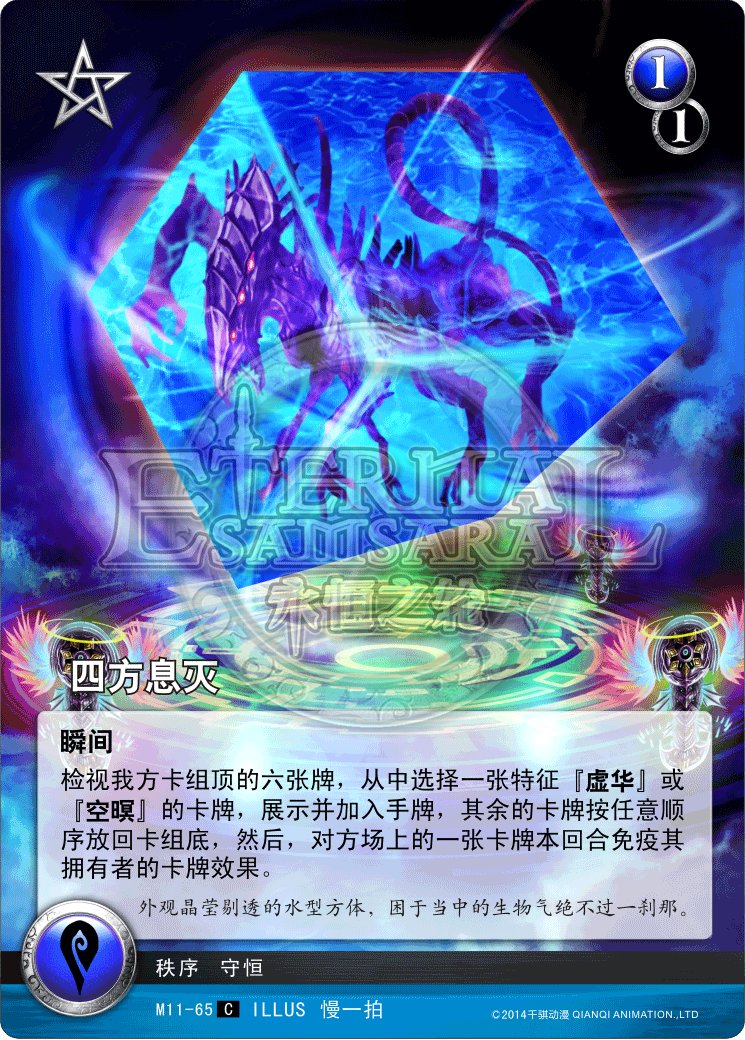 1
1
ETERNAL
SAMSARA
永恒之轮
四方息灭
瞬间
检视我方卡组顶的六张牌，从中选择一张特征『虚华』或
『空暝』的卡牌，展示并加入手牌，其余的卡牌按任意顺
序放回卡组底，然后，对方场上的一张卡牌本回合免疫其
拥有者的卡牌效果。
外观晶莹剔透的水型方体，困于当中的生物气绝不过一刹那。
秩序 守恒
M11-65 C ILLUS 慢一拍
©2014千骐动漫 QIANQI ANIMATION.,LTD